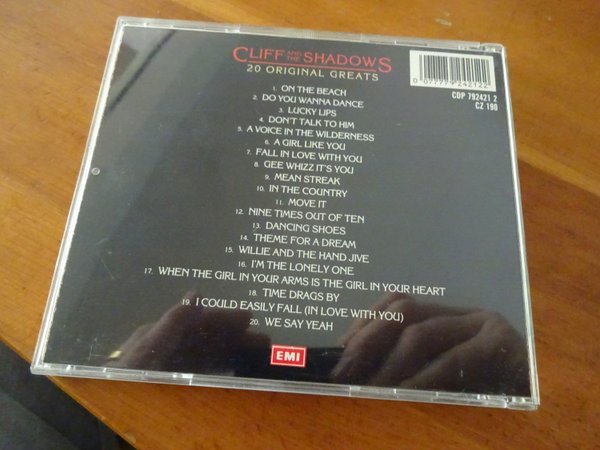 CLIFF AND THE SHADOWS
20 ORIGINAL GREATS
0 077779 242122
CDP 792421 2
CZ 190
1. ON THE BEACH
2. DO YOU WANNA DANCE
3. LUCKY LIPS
4. DON'T TALK TO HIM
5. A VOICE IN THE WILDERNESS
6. A GIRL LIKE YOU
7. FALL IN LOVE WITH YOU
8. GEE WHIZZ IT'S YOU
9. MEAN STREAK
10. IN THE COUNTRY
11. MOVE IT
12. NINE TIMES OUT OF TEN
13. DANCING SHOES
14. THEME FOR A DREAM
15. WILLIE AND THE HAND JIVE
16. I'M THE LONELY ONE
17. WHEN THE GIRL IN YOUR ARMS IS THE GIRL IN YOUR HEART
18. TIME DRAGS BY
19. I COULD EASILY FALL (IN LOVE WITH YOU)
20. WE SAY YEAH
EMI